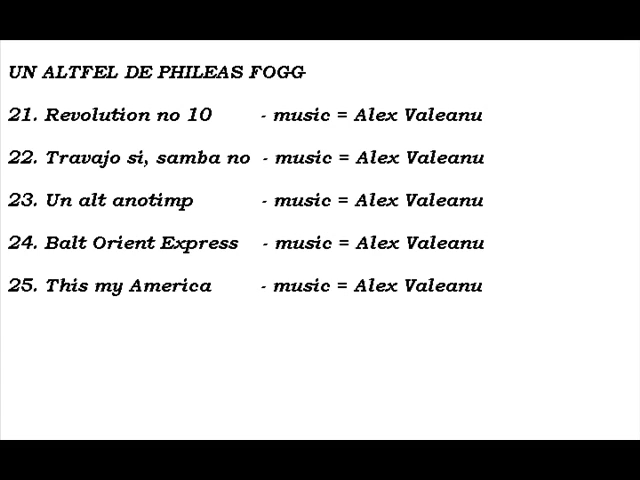 UN ALTFEL DE PHILEAS FOGG
21. Revolution no 10 - music = Alex Valeanu
22. Travajo si, samba no - music = Alex Valeanu
23. Un alt anotimp - music = Alex Valeanu
24. Balt Orient Express - music = Alex Valeanu
25. This my America - music = Alex Valeanu